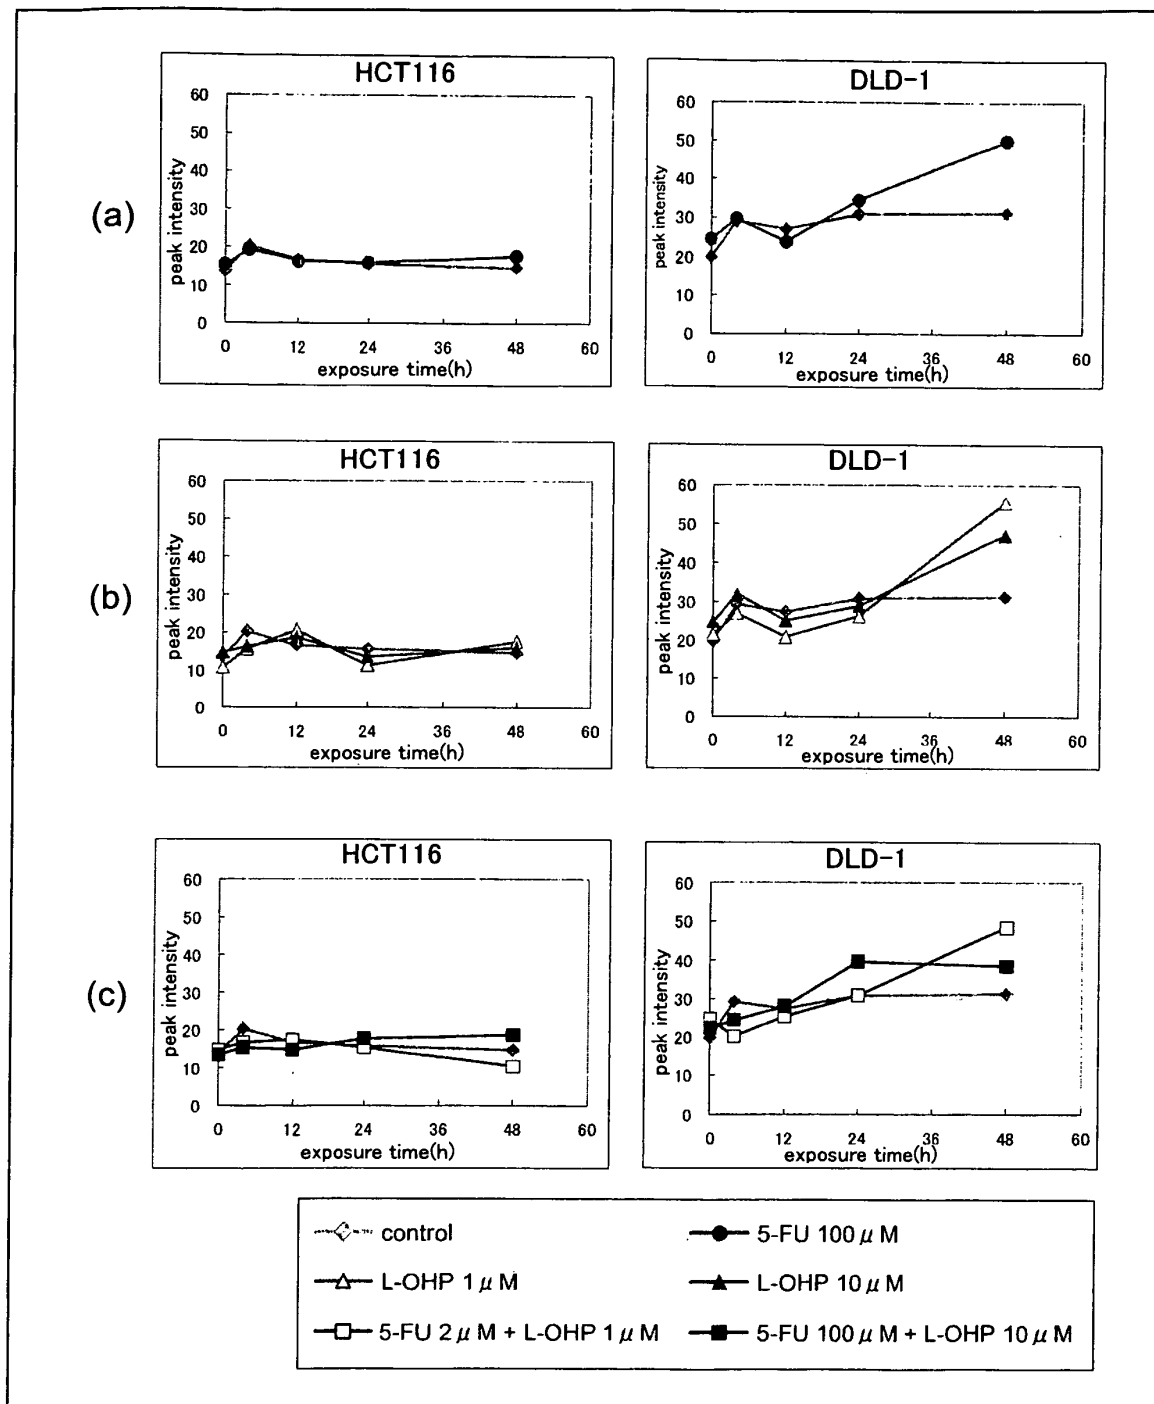 (a)
HCT116
peak intensity
60
50
40
30
20
10
0
0 12 24 36 48 60
exposure time(h)
DLD-1
peak intensity
60
50
40
30
20
10
0
0 12 24 36 48 60
exposure time(h)
(b)
HCT116
peak intensity
60
50
40
30
20
10
0
0 12 24 36 48 60
exposure time(h)
DLD-1
peak intensity
60
50
40
30
20
10
0
0 12 24 36 48 60
exposure time(h)
(c)
HCT116
peak intensity
60
50
40
30
20
10
0
0 12 24 36 48 60
exposure time(h)
DLD-1
peak intensity
60
50
40
30
20
10
0
0 12 24 36 48 60
exposure time(h)
control
5-FU 100 μ M
L-OHP 1 μ M
L-OHP 10 μ M
5-FU 2 μ M + L-OHP 1 μ M
5-FU 100 μ M + L-OHP 10 μ M